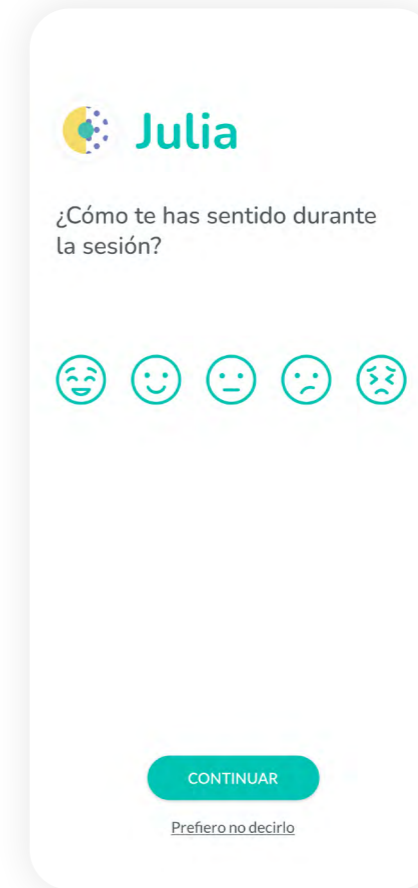 Julia
¿Cómo te has sentido durante
la sesión?
CONTINUAR
Prefiero no decirlo